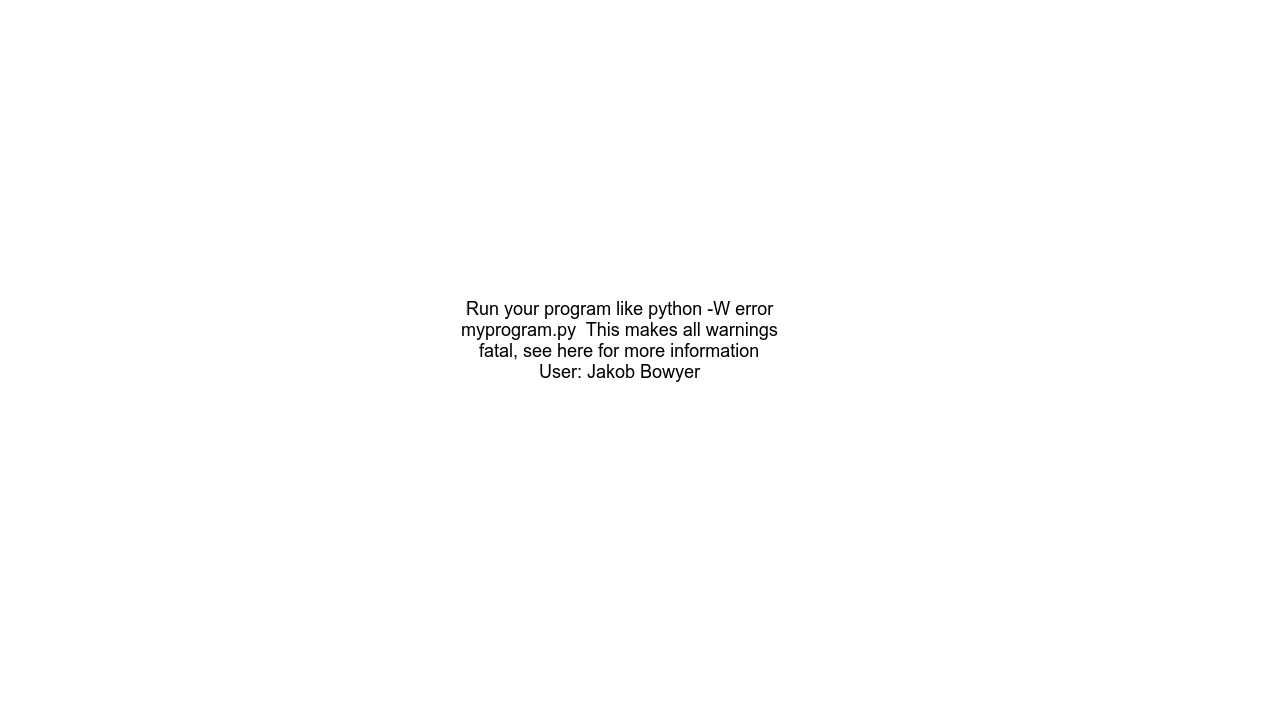 Run your program like python -W error
myprogram.py  This makes all warnings
fatal, see here for more information
User: Jakob Bowyer